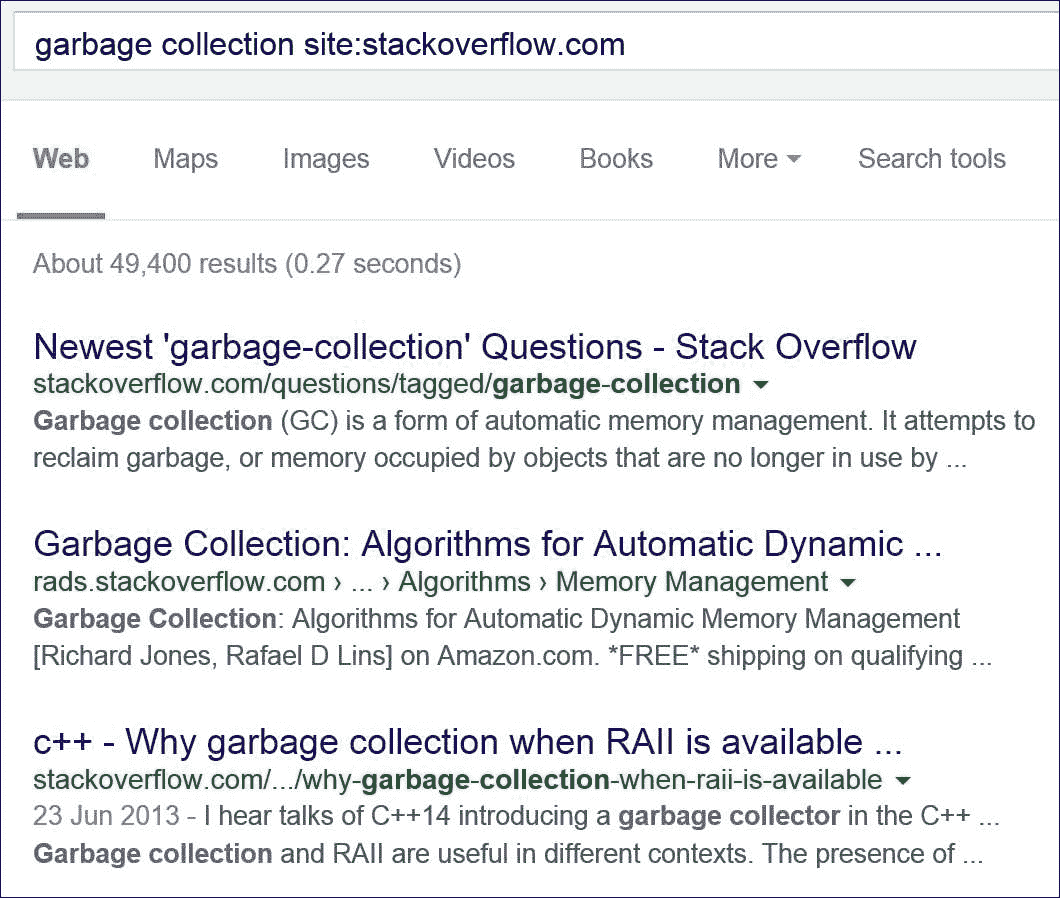 garbage collection site:stackoverflow.com
Web Maps Images Videos Books More Search tools
About 49,400 results (0.27 seconds)
Newest 'garbage-collection' Questions - Stack Overflow
stackoverflow.com/questions/tagged/garbage-collection
Garbage collection (GC) is a form of automatic memory management. It attempts to
reclaim garbage, or memory occupied by objects that are no longer in use by ...
Garbage Collection: Algorithms for Automatic Dynamic ...
rads.stackoverflow.com › ... › Algorithms › Memory Management
Garbage Collection: Algorithms for Automatic Dynamic Memory Management
[Richard Jones, Rafael D Lins] on Amazon.com. *FREE* shipping on qualifying ...
c++ - Why garbage collection when RAII is available ...
stackoverflow.com/.../why-garbage-collection-when-raii-is-available
23 Jun 2013 - I hear talks of C++14 introducing a garbage collector in the C++ ...
Garbage collection and RAII are useful in different contexts. The presence of ...